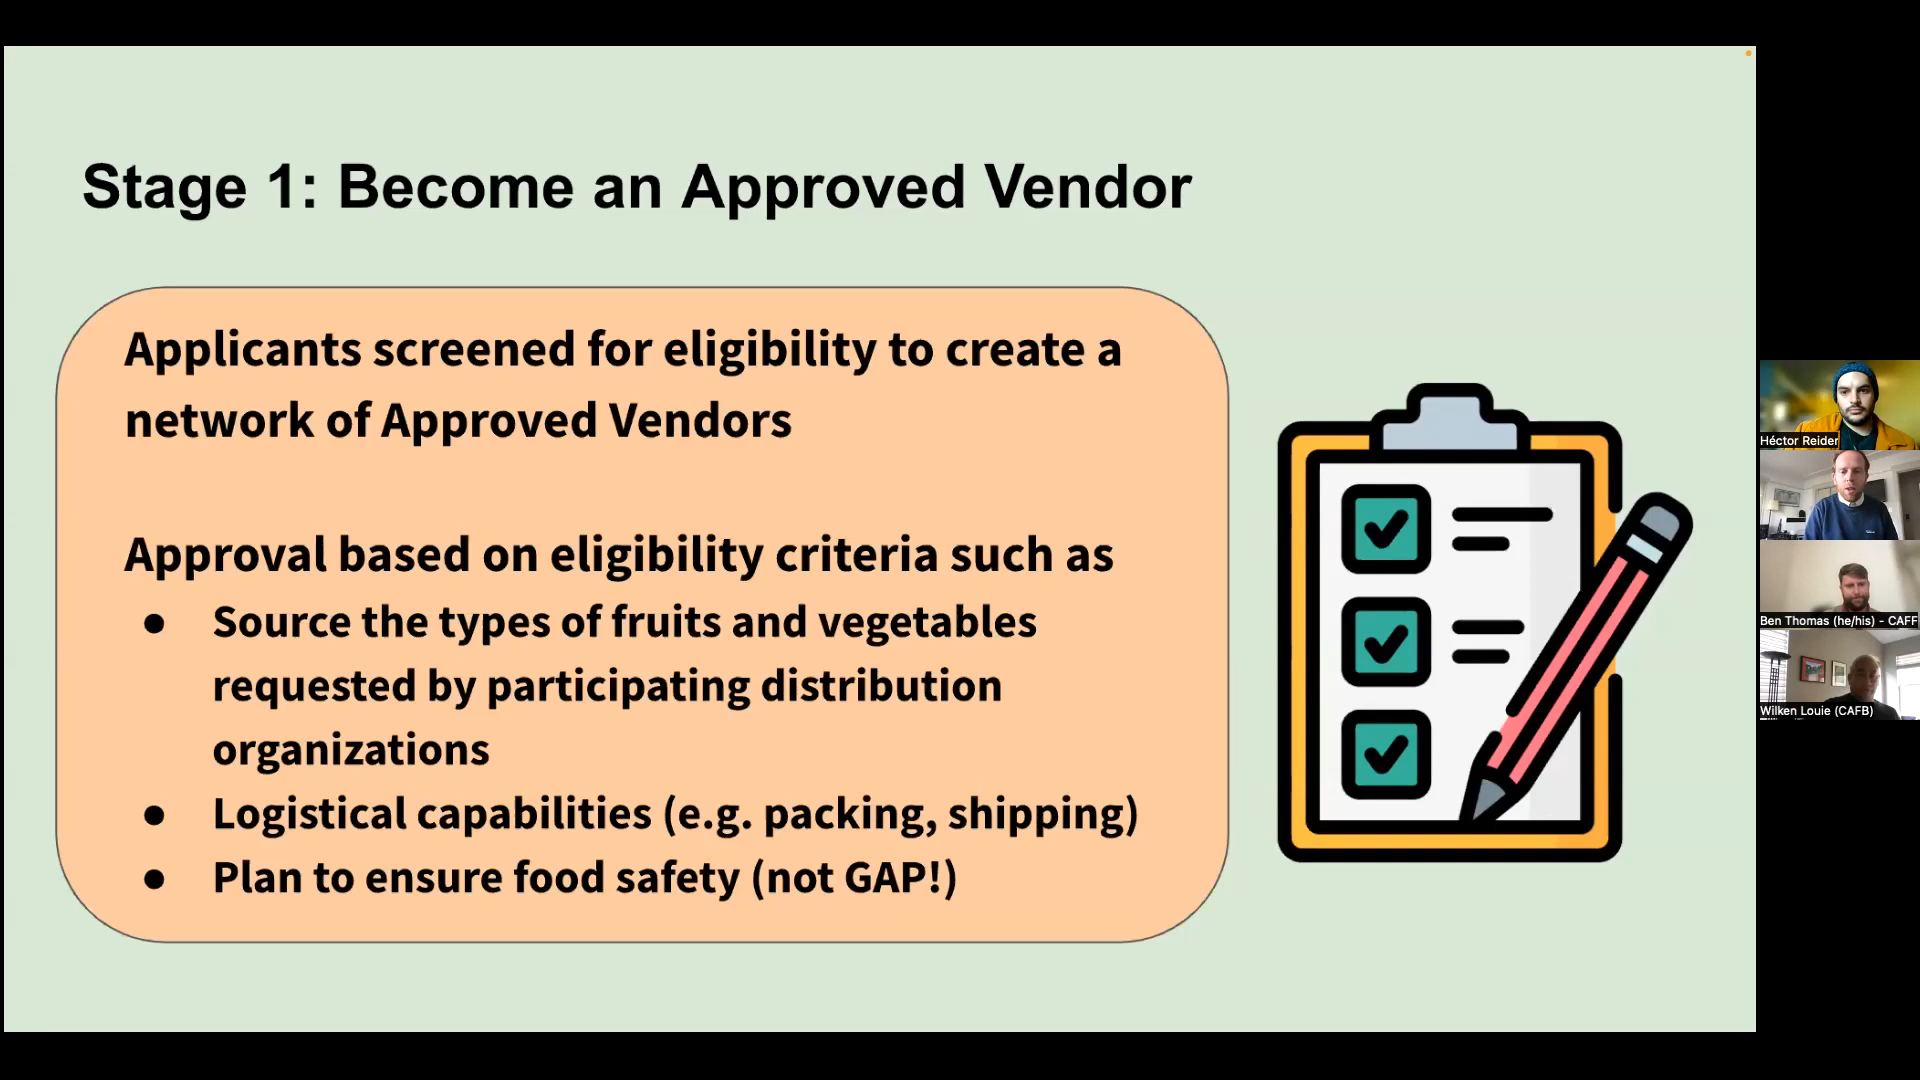 Stage 1: Become an Approved Vendor
Applicants screened for eligibility to create a
network of Approved Vendors
Approval based on eligibility criteria such as
● Source the types of fruits and vegetables
requested by participating distribution
organizations
● Logistical capabilities (e.g. packing, shipping)
● Plan to ensure food safety (not GAP!)
Héctor Reider
Ben Thomas (he/his) - CAFF
Wilken Louie (CAFB)